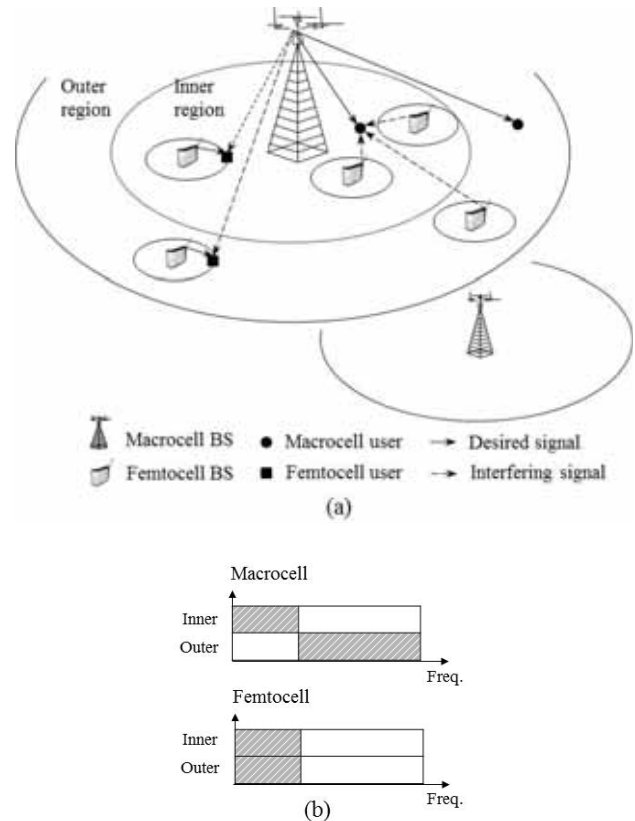 Outer
region
Inner
region
Macrocell BS
Macrocell user
Desired signal
Femtocell BS
Femtocell user
Interfering signal
(a)
Macrocell
Inner
Outer
Freq.
Femtocell
Inner
Outer
Freq.
(b)